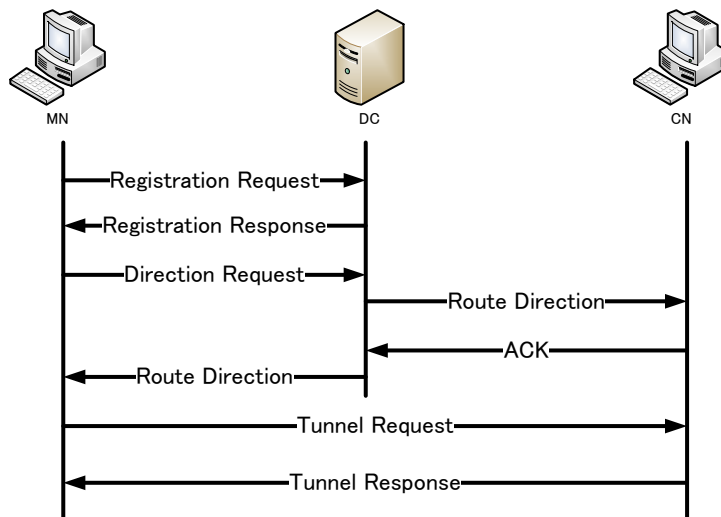 MN
DC
CN
Registration Request
Registration Response
Direction Request
Route Direction
ACK
Route Direction
Tunnel Request
Tunnel Response